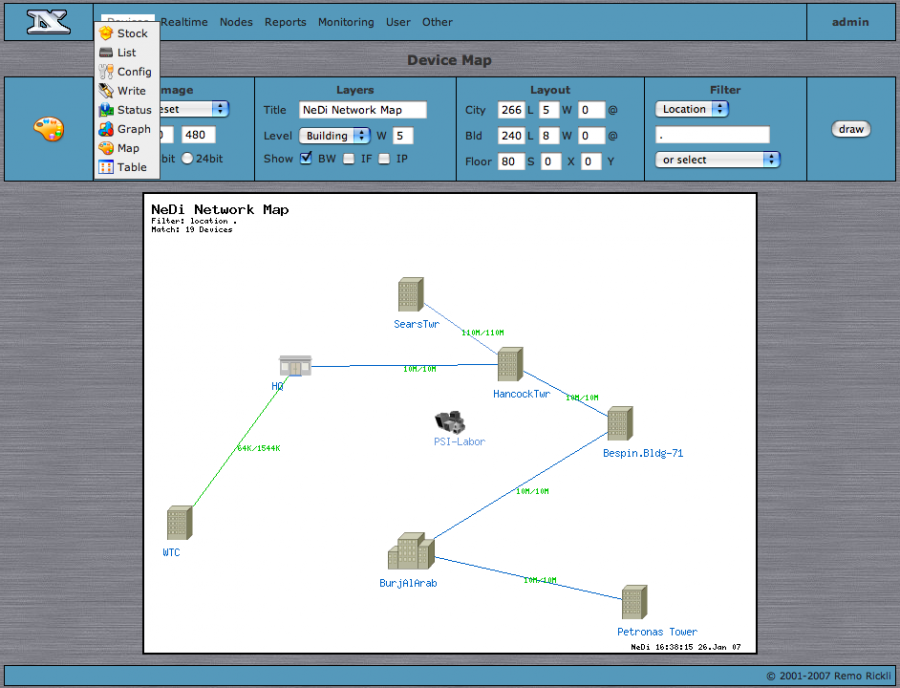 Devices Realtime Nodes Reports Monitoring User Other admin
Stock
List
Config
Write
Status
Graph
Map
Table
Device Map
mage
eset
480
bit 24bit
Layers
Title NeDi Network Map
Level Building W 5
Show BW IF IP
Layout
City 266 L 5 W 0 @
Bld 240 L 8 W 0 @
Floor 80 S 0 X 0 Y
Filter
Location
.
or select
draw
NeDi Network Map
Filter: location .
Match: 19 Devices
SearsTwr
110M/110M
HQ
10M/10M
HancockTwr
10M/10M
PSI-Labor
Bespin.Bldg-71
64K/1544K
10M/10M
WTC
BurjAlArab
10M/10M
Petronas Tower
NeDi 16:38:15 26.Jan 07
© 2001-2007 Remo Rickli